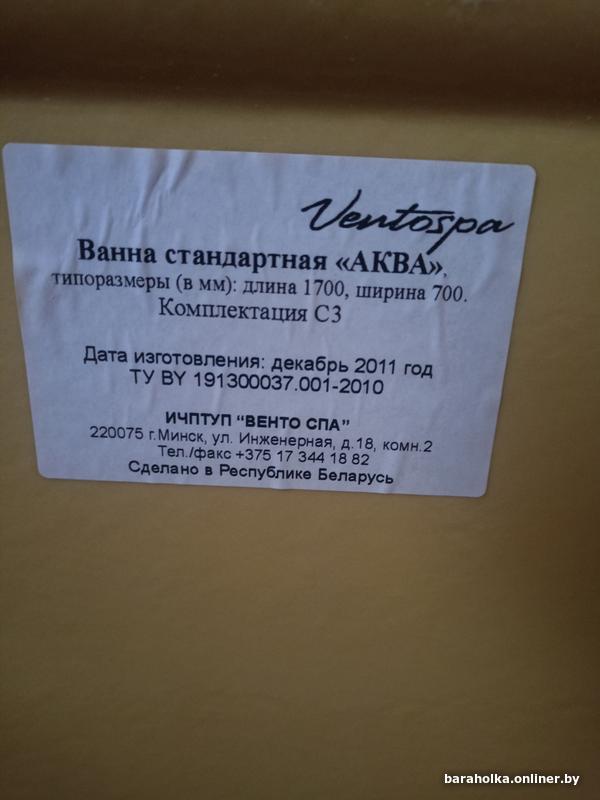 Ventospa
Ванна стандартная «АКВА»,
типоразмеры (в мм): длина 1700, ширина 700.
Комплектация С3
Дата изготовления: декабрь 2011 год
ТУ BY 191300037.001-2010
ИЧПТУП “ВЕНТО СПА”
220075 г.Минск, ул. Инженерная, д.18, комн.2
Тел./факс +375 17 344 18 82
Сделано в Республике Беларусь
baraholka.onliner.by